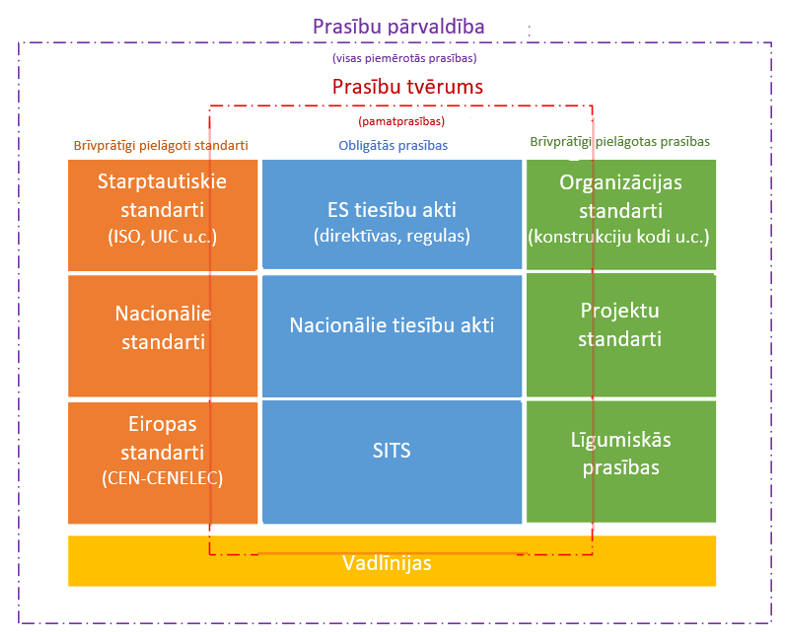 Prasību pārvaldība
(visas piemērotās prasības)
Prasību tvērums
(pamatprasības)
Brīvprātīgi pielāgoti standarti
Obligātās prasības
Brīvprātīgi pielāgotas prasības
Starptautiskie
standarti
(ISO, UIC u.c.)
ES tiesību akti
(direktīvas, regulas)
Organizācijas
standarti
(konstrukciju kodi u.c.)
Nacionālie
standarti
Nacionālie tiesību akti
Projektu
standarti
Eiropas
standarti
(CEN-CENELEC)
SITS
Līgumiskās
prasības
Vadlīnijas